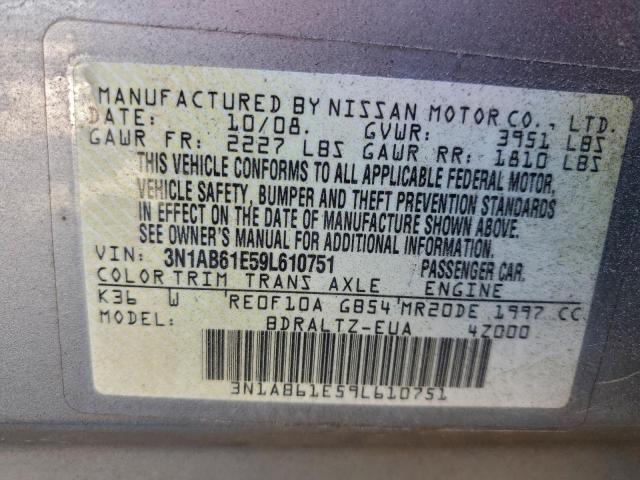 MANUFACTURED BY NISSAN MOTOR CO., LTD.
DATE: 10/08. GVWR: 3951 LBS
GAWR FR: 2227 LBS GAWR RR: 1810 LBS
THIS VEHICLE CONFORMS TO ALL APPLICABLE FEDERAL MOTOR
VEHICLE SAFETY, BUMPER AND THEFT PREVENTION STANDARDS
IN EFFECT ON THE DATE OF MANUFACTURE SHOWN ABOVE.
SEE OWNER'S MANUAL FOR ADDITIONAL INFORMATION.
VIN: 3N1AB61E59L610751 PASSENGER CAR.
COLOR TRIM TRANS AXLE ENGINE
K36 W 'RE0F10A GB54'MR20DE 1997 CC
MODEL: BDRALTZ-EUA 4Z000
3N1AB61E59L610751